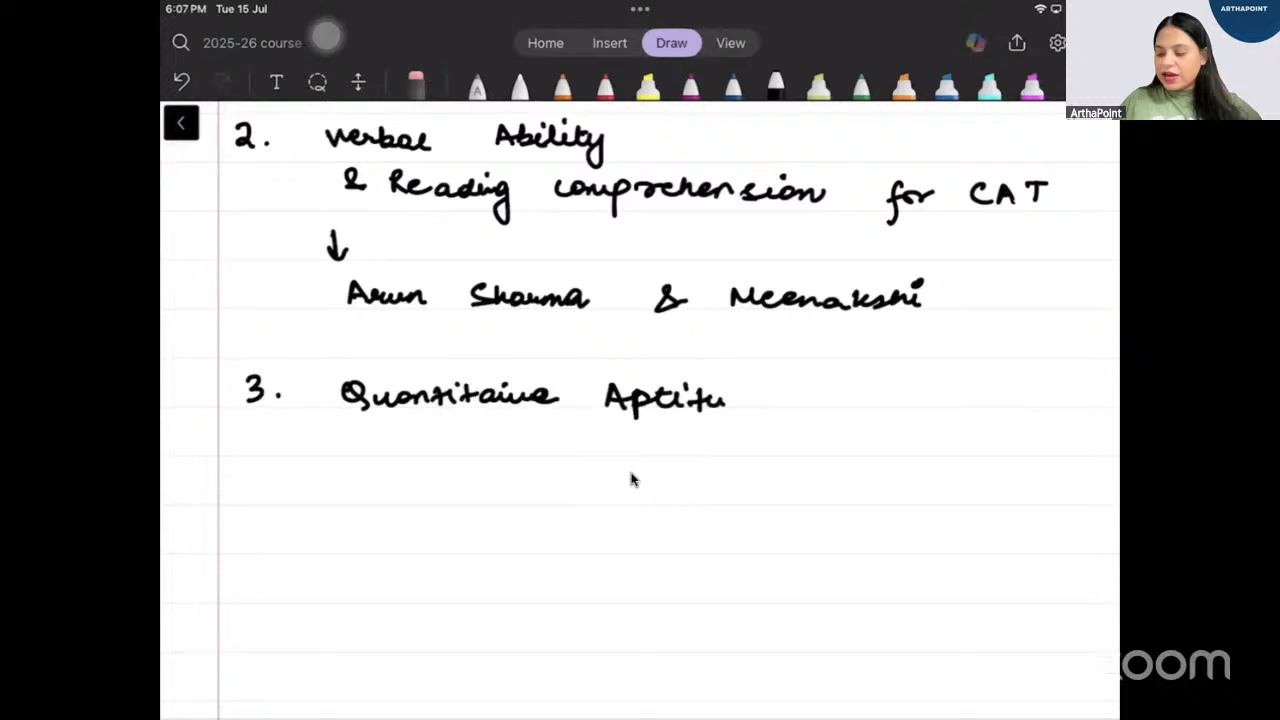 6:07 PM Tue 15 Jul
ARTHAPOINT
2025-26 course
Home Insert Draw View
T
A
ArthaPoint
2. Verbal Ability
& Reading Comprehension for CAT
↓
Arun Sharma & Meenakshi
3. Quantitaive Aptitu
zoom